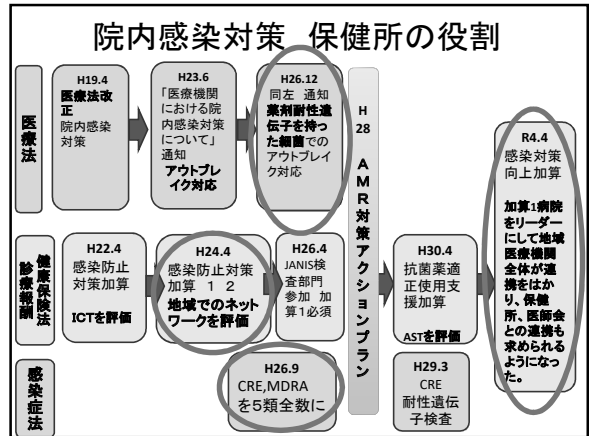 院内感染対策 保健所の役割
医療法
H19.4
医療法改正
院内感染
対策
H23.6
「医療機関
における院
内感染対策
について」
通知
アウトブレ
イク対応
H26.12
同左 通知
薬剤耐性遺
伝子を持っ
た細菌での
アウトブレイ
ク対応
H28 AMR対策アクションプラン
R4.4
感染対策
向上加算
加算1病院
をリーダー
にして地域
医療機関
全体が連
携をはか
り、保健
所、医師会
との連携も
求められる
ようになっ
た。
健康保険法
診療報酬
H22.4
感染防止
対策加算
ICTを評価
H24.4
感染防止対策
加算 1 2
地域でのネット
ワークを評価
H26.4
JANIS検
査部門
参加 加
算1必須
H30.4
抗菌薬適
正使用支
援加算
ASTを評価
感染症法
H26.9
CRE,MDRA
を5類全数に
H29.3
CRE
耐性遺伝
子検査